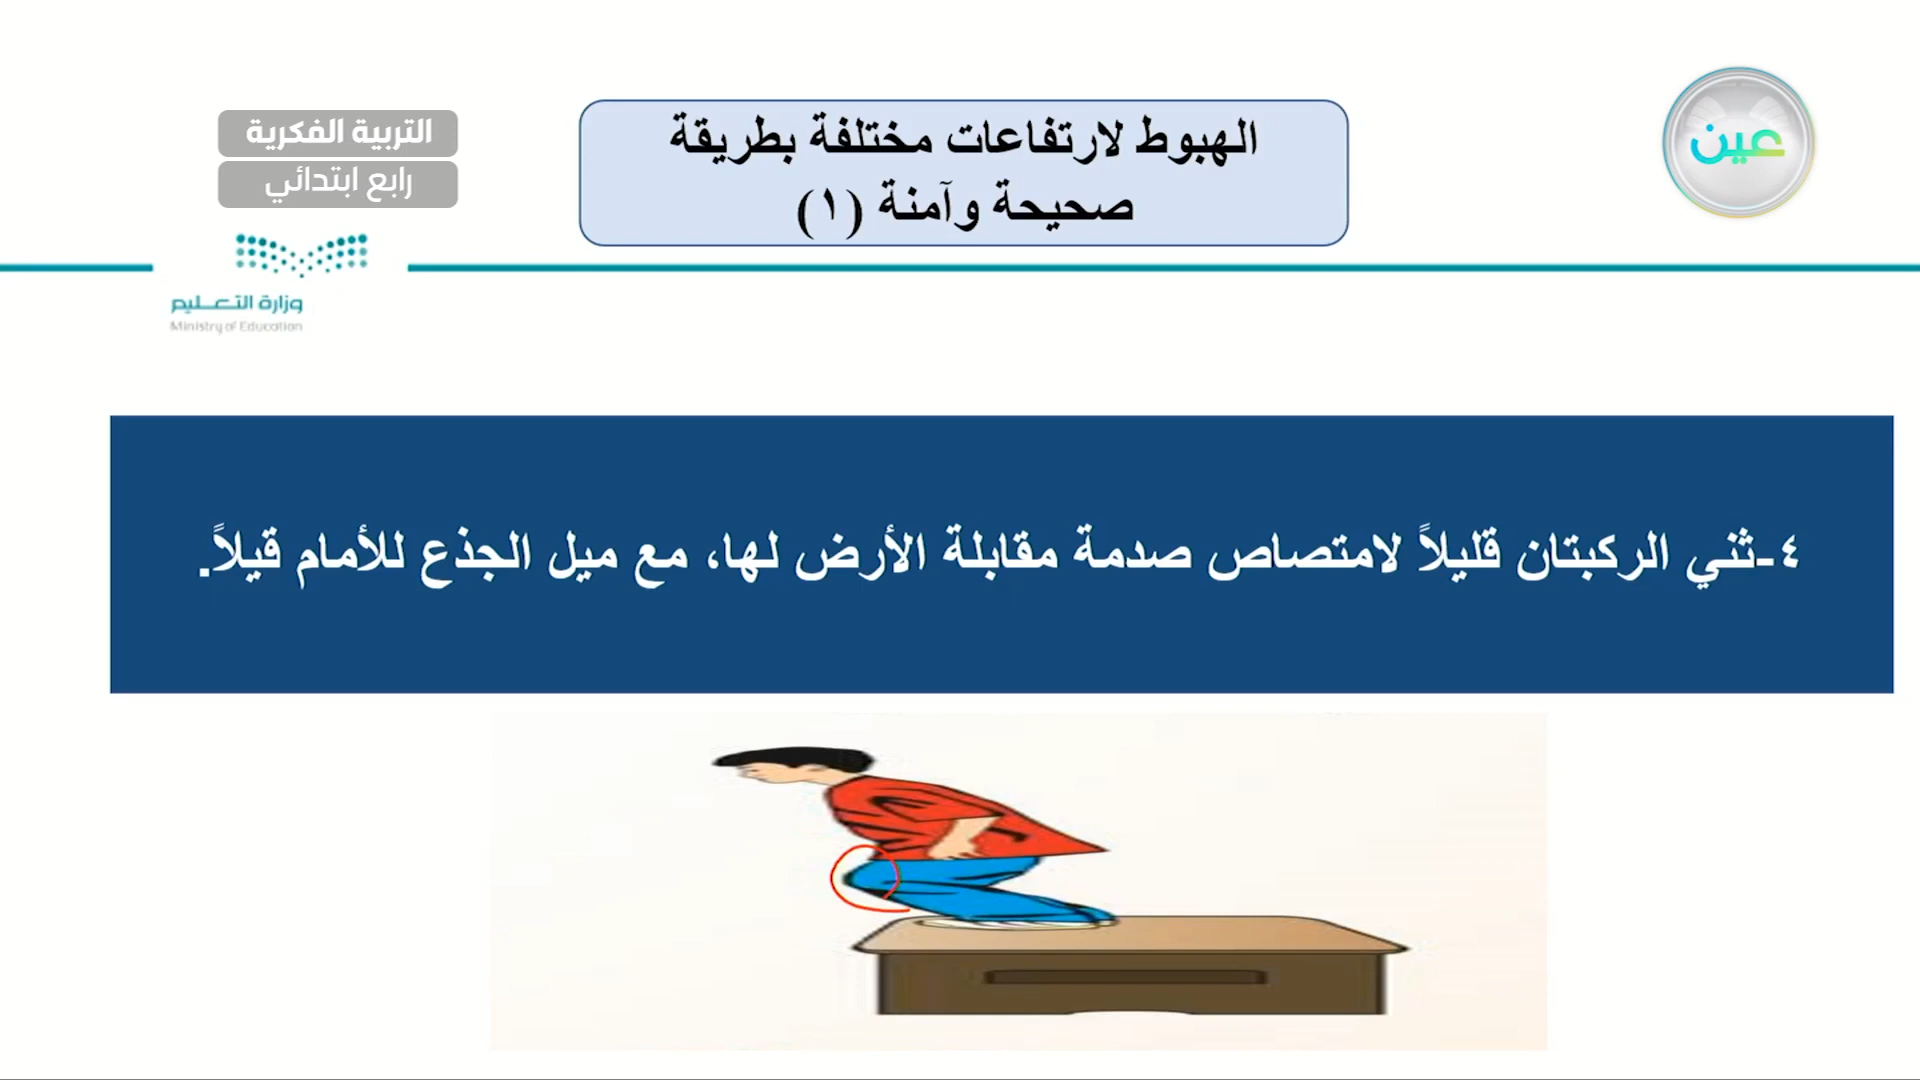 عين
الهبوط لارتفاعات مختلفة بطريقة
صحيحة وآمنة (١)
التربية الفكرية
رابع ابتدائي
وزارة التعليم
Ministry of Education
٤-ثني الركبتان قليلاً لامتصاص صدمة مقابلة الأرض لها، مع ميل الجذع للأمام قيلاً.